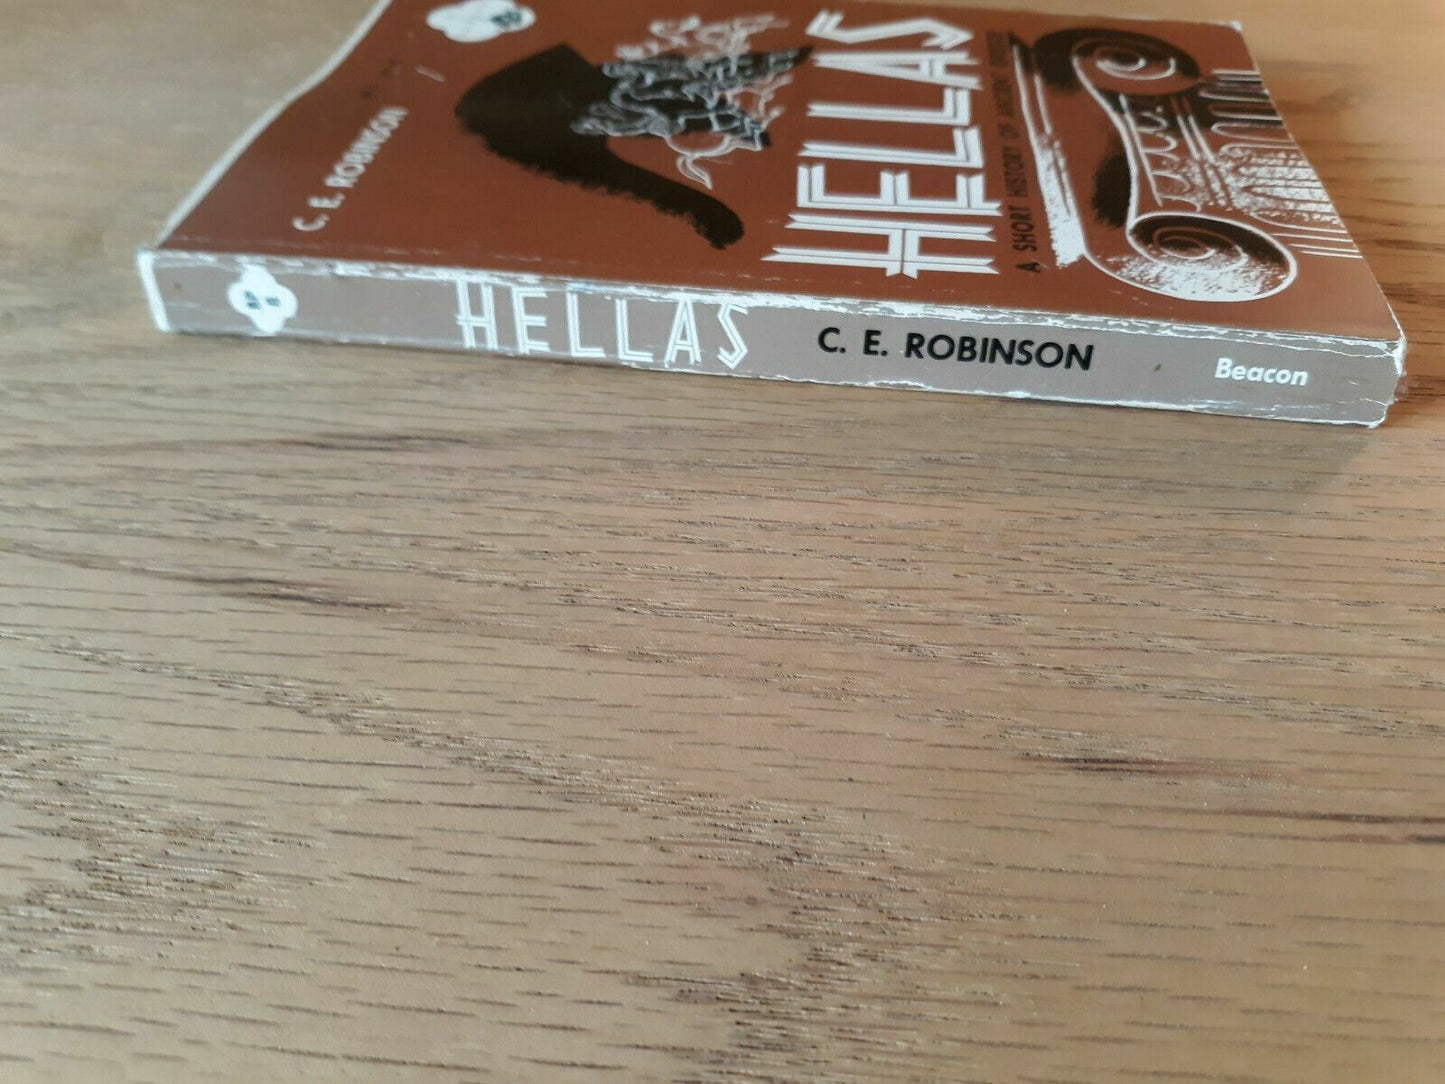 C. E. ROBINSON
HELLAS
A SHORT HISTORY OF ANCIENT GREECE
HELLAS
C. E. ROBINSON
Beacon